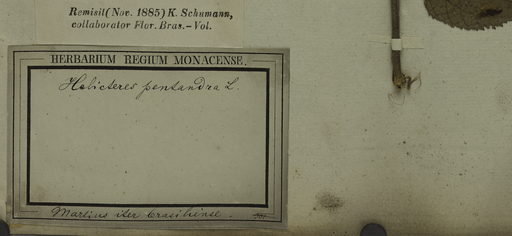 Remisit (Nov. 1885) K. Schumann,
collaborator Flor. Bras.-Vol.
HERBARIUM REGIUM MONACENSE.
Helicteres pentandra L.
Martius iter brasiliense.